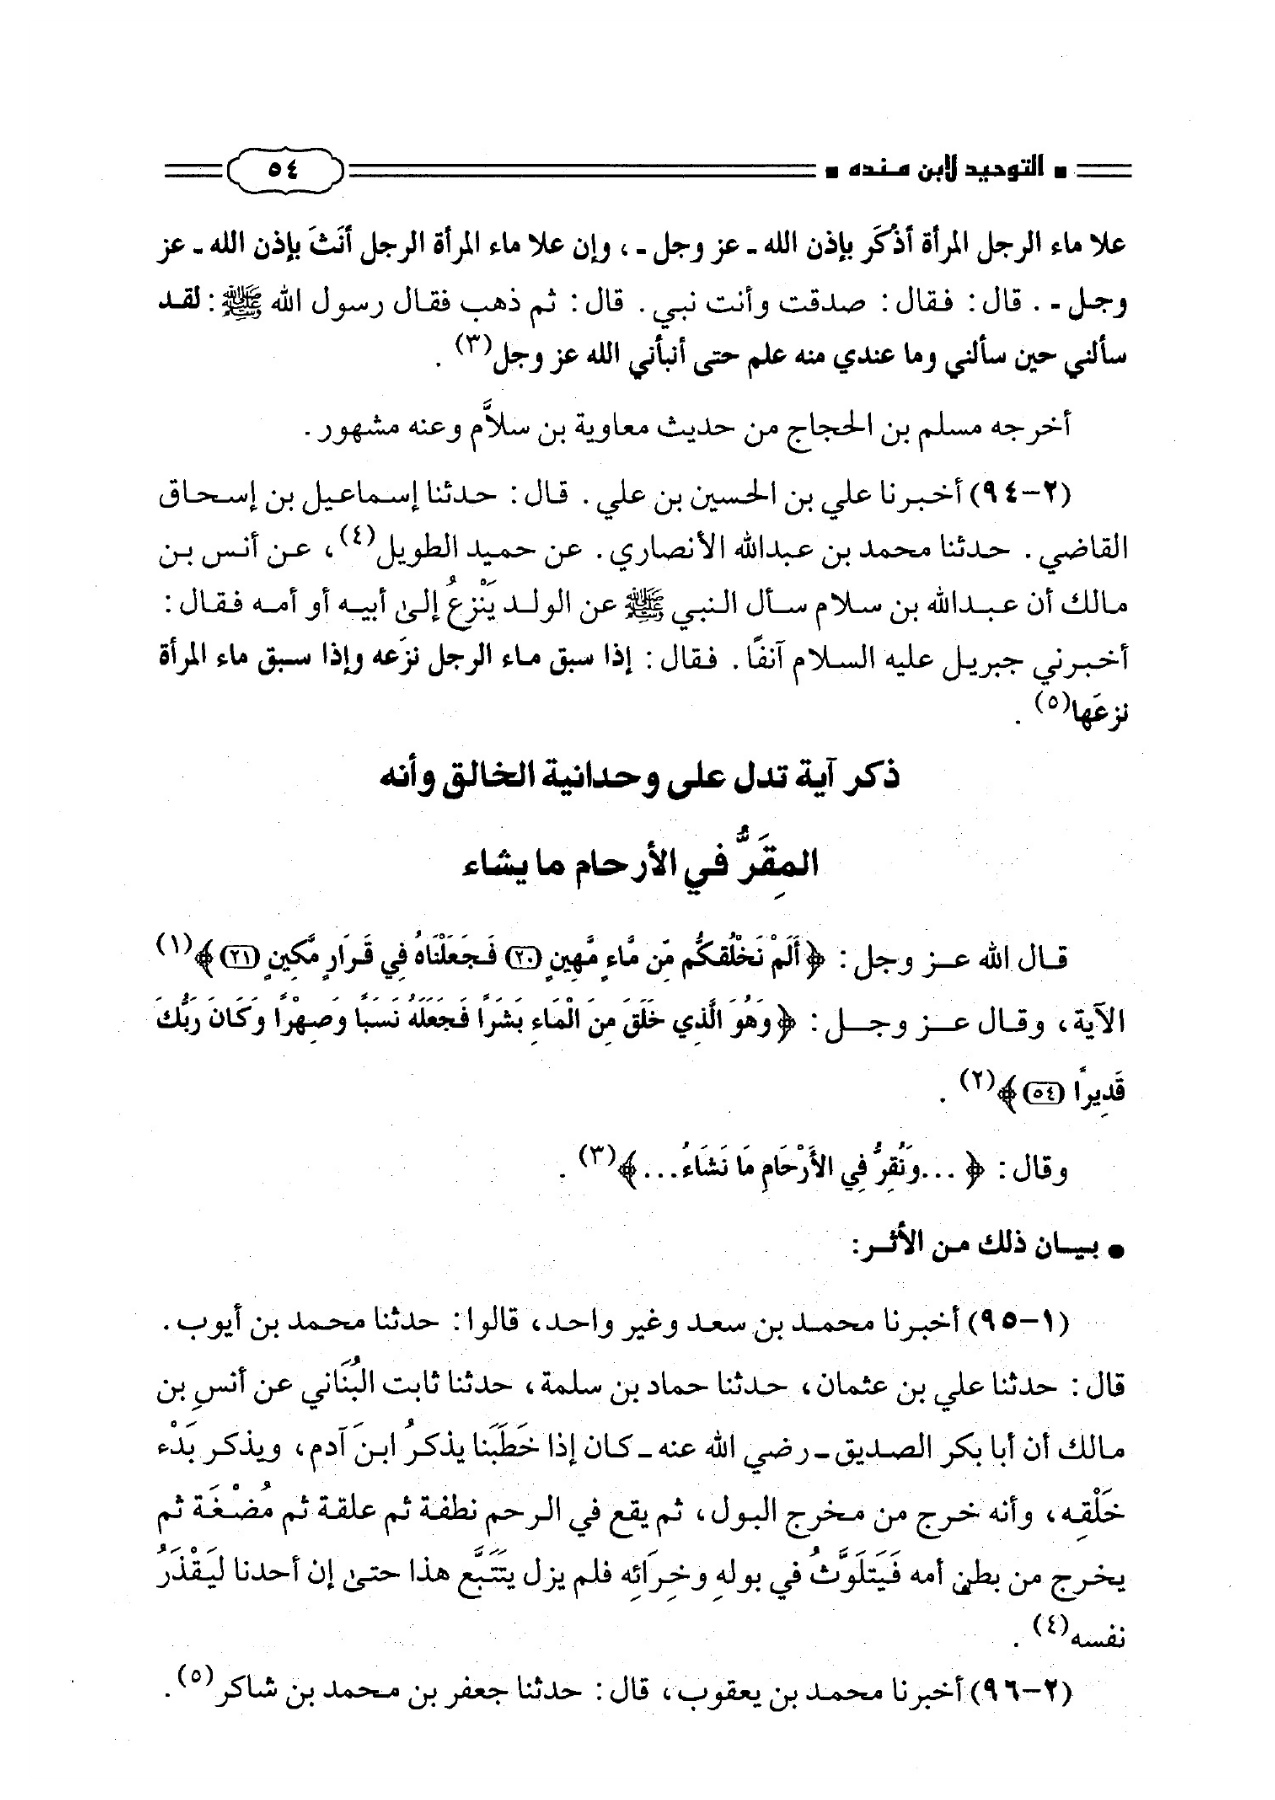 التوحيد لابن منده ٥٤
علا ماء الرجل المرأة أذْكَر بإذن الله ـ عز وجل ـ، وإن علا ماء المرأة الرجل أنَثَ بإذن الله ـ عز
وجل ـ. قال: فقال: صدقت وأنت نبي. قال: ثم ذهب فقال رسول الله ﷺ: لقد
سألني حين سألني وما عندي منه علم حتى أنبأني الله عز وجل(٣).
أخرجه مسلم بن الحجاج من حديث معاوية بن سلاَّم وعنه مشهور.
(٢-٩٤) أخبرنا علي بن الحسين بن علي. قال: حدثنا إسماعيل بن إسحاق
القاضي. حدثنا محمد بن عبدالله الأنصاري. عن حميد الطويل(٤)، عن أنس بن
مالك أن عبدالله بن سلام سأل النبي ﷺ عن الولد يَنْزعُ إلى أبيه أو أمه فقال:
أخبرني جبريل عليه السلام آنفًا. فقال: إذا سبق ماء الرجل نزَعه وإذا سبق ماء المرأة
نزعَها(٥).
ذكر آية تدل على وحدانية الخالق وأنه
المقِرُّ في الأرحام ما يشاء
قال الله عز وجل: ﴿أَلَمْ نَخْلُقكُّم مِّن مَّاءٍ مَّهِينٍ (٢٠) فَجَعَلْنَاهُ فِي قَرَارٍ مَّكِينٍ (٢١)﴾(١)
الآية، وقال عز وجل: ﴿وَهُوَ الَّذِي خَلَقَ مِنَ الْمَاءِ بَشَرًا فَجَعَلَهُ نَسَبًا وَصِهْرًا وَكَانَ رَبُّكَ
قَدِيرًا (٥٤)﴾(٢).
وقال: ﴿...وَنُقِرُّ فِي الأَرْحَامِ مَا نَشَاءُ...﴾(٣).
• بيان ذلك من الأثر:
(١-٩٥) أخبرنا محمد بن سعد وغير واحد، قالوا: حدثنا محمد بن أيوب.
قال: حدثنا علي بن عثمان، حدثنا حماد بن سلمة، حدثنا ثابت البُنَاني عن أنس بن
مالك أن أبا بكر الصديق ـ رضي الله عنه ـ كان إذا خَطَبَنا يذكرُ ابنَ آدم، ويذكر بَدْء
خَلْقِه، وأنه خرج من مخرج البول، ثم يقع في الرحم نطفة ثم علقة ثم مُضْغَة ثم
يخرج من بطن أمه فَيَتلَوَّثُ في بولهِ وخِرَائِه فلم يزل يتَتَبَّع هذا حتى إن أحدنا ليَقْذَرُ
نفسه(٤).
(٢-٩٦) أخبرنا محمد بن يعقوب، قال: حدثنا جعفر بن محمد بن شاكر(٥).